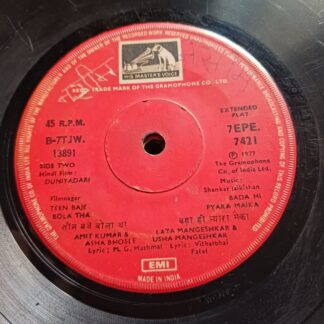 HIS MASTER'S VOICE
REGD. TRADE MARK OF THE GRAMOPHONE CO. LTD.
45 R.P.M.
B-7TJW.
13891
SIDE TWO
Hindi Film:
DUNIYADARI
EXTENDED
PLAY
7EPE.
7421
℗ 1977
The Gramophone
Co. of India Ltd.
Music:
Shankar Jaikishan
Filmnagar
TEEN BAJE
BOLA THA
तीन बजे बोला था
AMIT KUMAR &
ASHA BHOSLE
Lyric: M. G. Hashmat
BADA HI
PYARA MAIKA
बड़ा ही प्यारा मैका
LATA MANGESHKAR &
USHA MANGESHKAR
Lyric: Vithalbhai
Patel
EMI
MADE IN INDIA